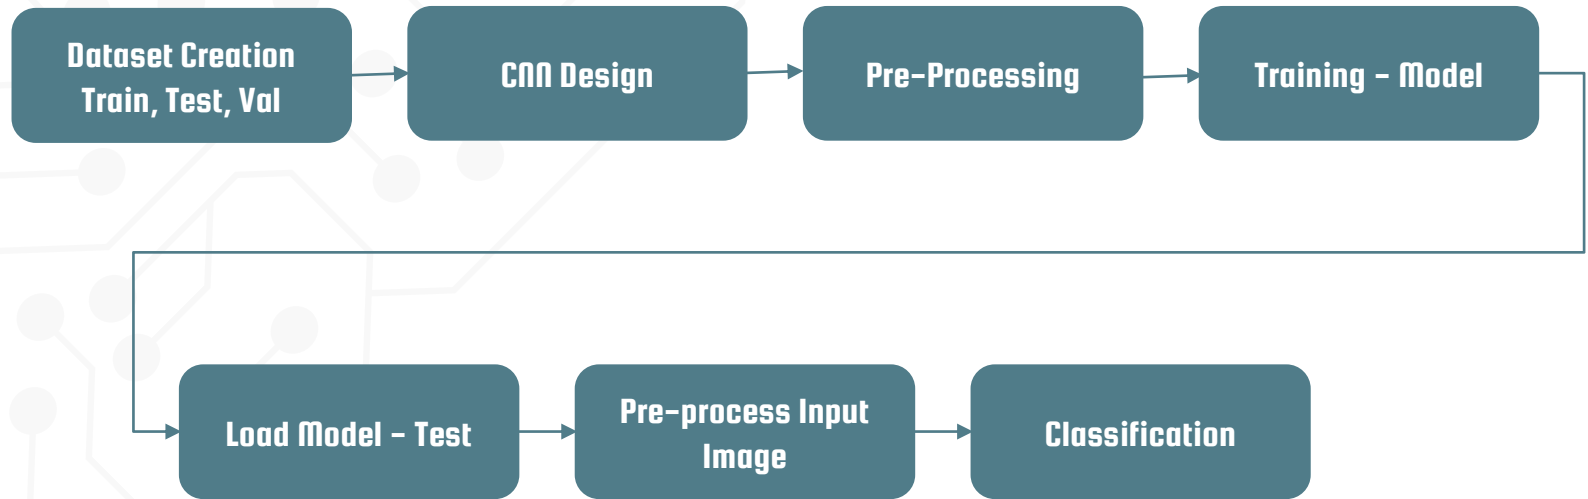 Dataset Creation
Train, Test, Val
CNN Design
Pre-Processing
Training - Model
Load Model - Test
Pre-process Input
Image
Classification